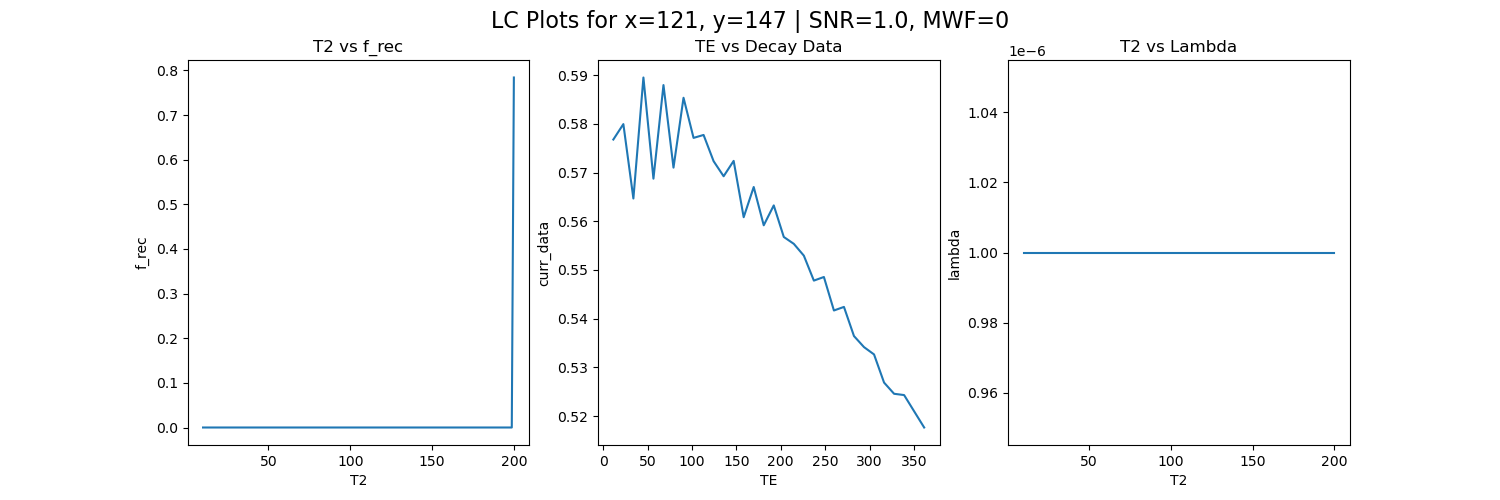 LC Plots for x=121, y=147 | SNR=1.0, MWF=0
T2 vs f_rec
0.8
0.7
0.6
0.5
0.4
0.3
0.2
0.1
0.0
f_rec
50 100 150 200
T2
TE vs Decay Data
0.59
0.58
0.57
0.56
0.55
0.54
0.53
0.52
curr_data
0 50 100 150 200 250 300 350
TE
T2 vs Lambda
1e−6
1.04
1.02
1.00
0.98
0.96
lambda
50 100 150 200
T2